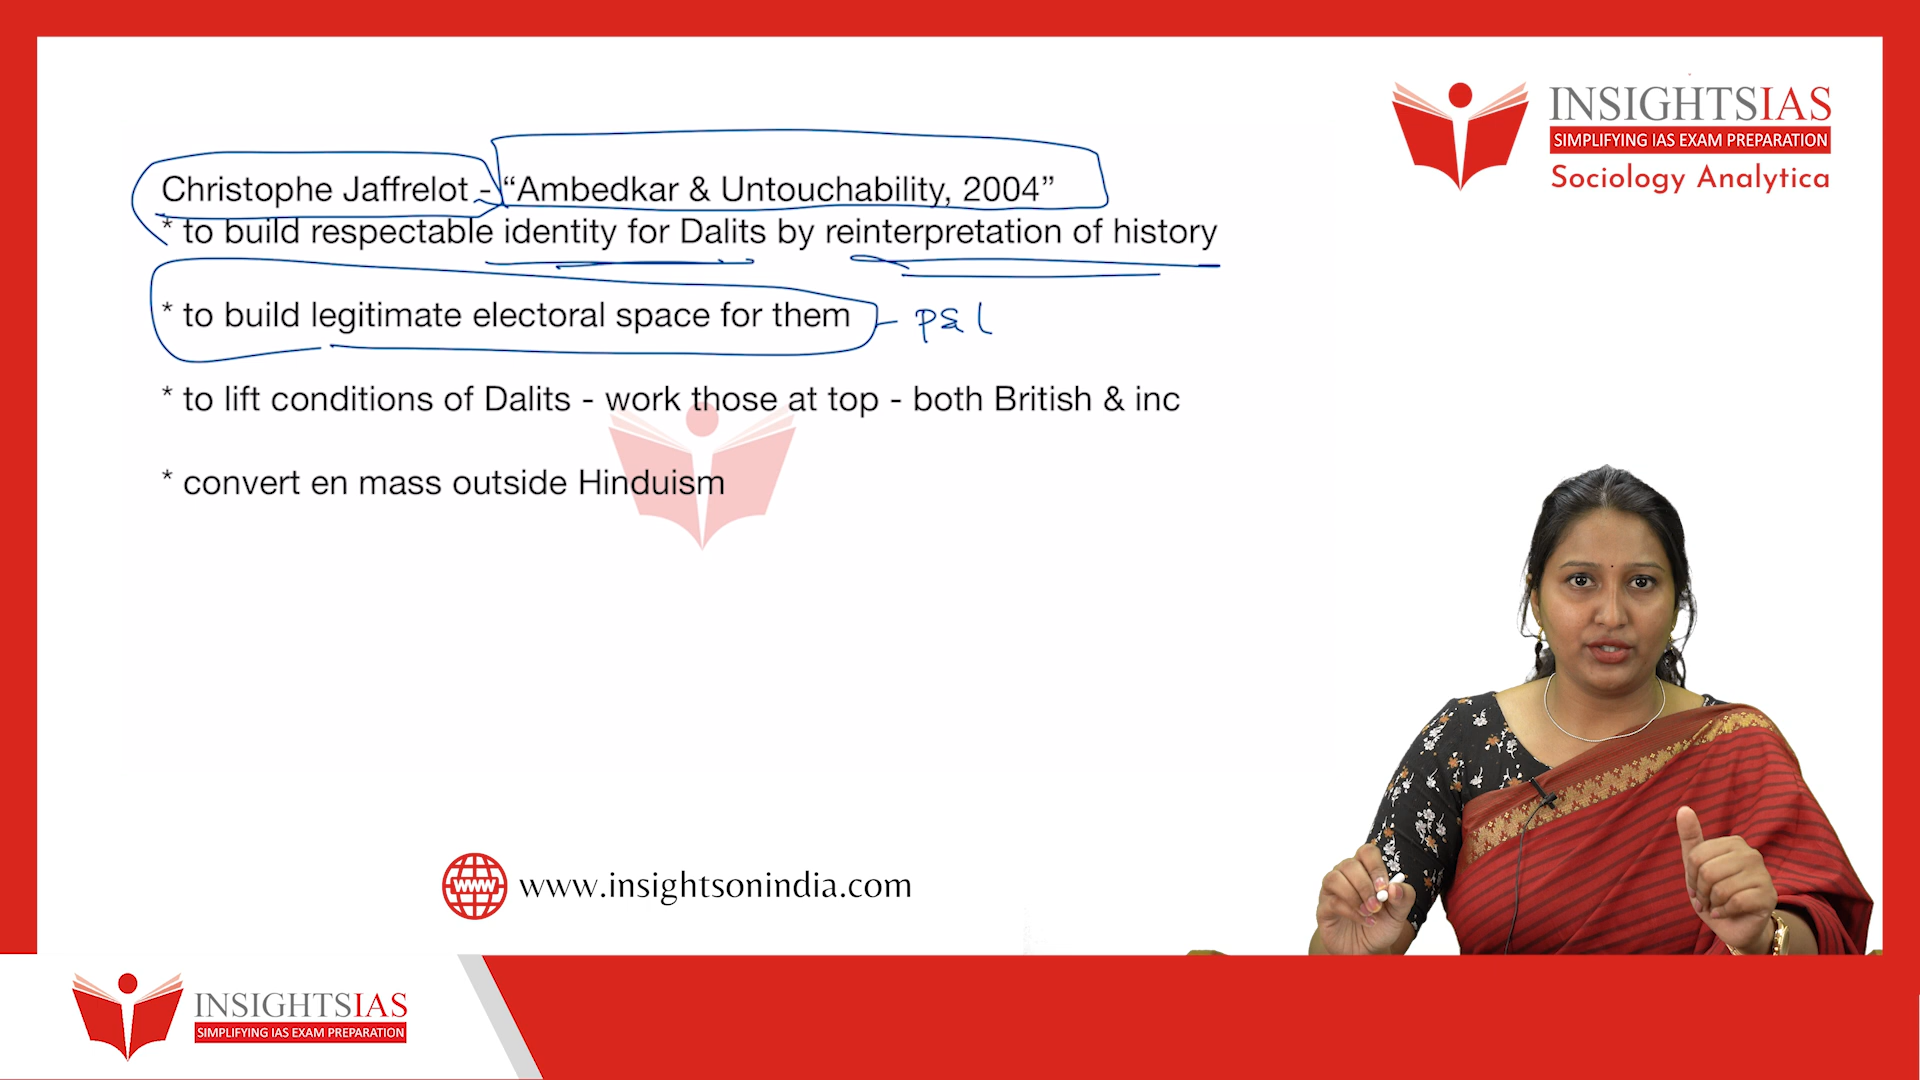 INSIGHTSIAS
SIMPLIFYING IAS EXAM PREPARATION
Sociology Analytica
Christophe Jaffrelot - “Ambedkar & Untouchability, 2004”
* to build respectable identity for Dalits by reinterpretation of history
* to build legitimate electoral space for them - P & L
* to lift conditions of Dalits - work those at top - both British & inc
* convert en mass outside Hinduism
www www.insightsonindia.com
INSIGHTSIAS
SIMPLIFYING IAS EXAM PREPARATION